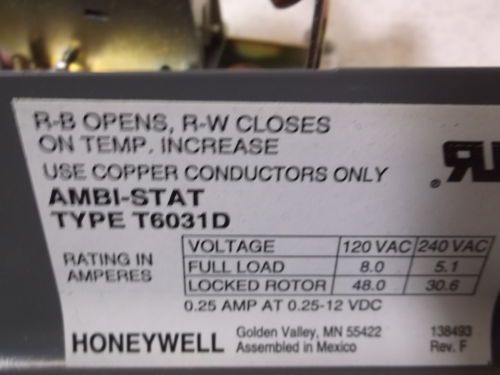 R-B OPENS, R-W CLOSES
ON TEMP. INCREASE
USE COPPER CONDUCTORS ONLY
AMBI-STAT
TYPE T6031D
RATING IN
AMPERES
VOLTAGE 120 VAC 240 VAC
FULL LOAD 8.0 5.1
LOCKED ROTOR 48.0 30.6
0.25 AMP AT 0.25-12 VDC
HONEYWELL
Golden Valley, MN 55422
Assembled in Mexico
138493
Rev. F